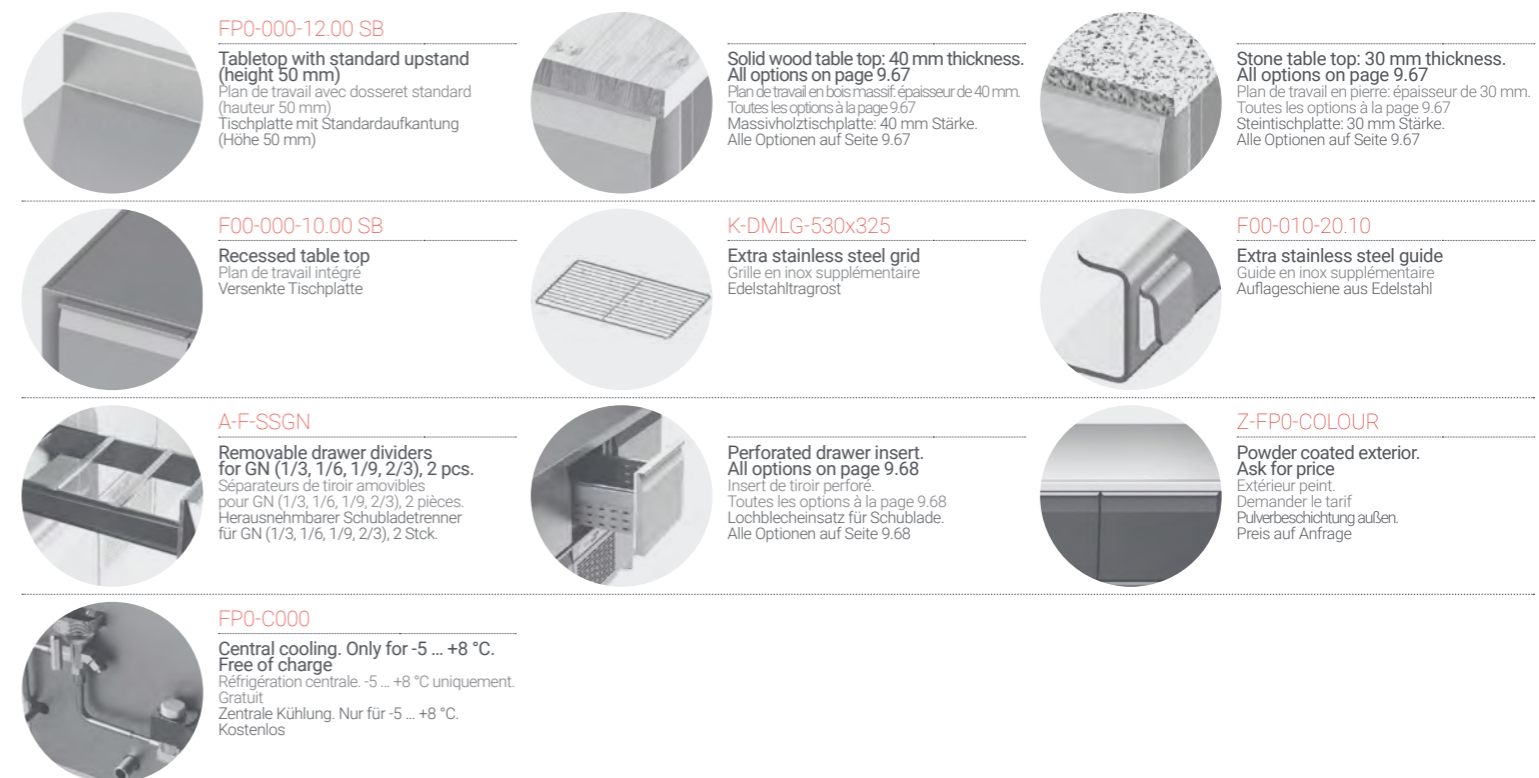 FP0-000-12.00 SB
Tabletop with standard upstand
(height 50 mm)
Plan de travail avec dosseret standard
(hauteur 50 mm)
Tischplatte mit Standardaufkantung
(Höhe 50 mm)
Solid wood table top: 40 mm thickness.
All options on page 9.67
Plan de travail en bois massif: épaisseur de 40 mm.
Toutes les options à la page 9.67
Massivholztischplatte: 40 mm Stärke.
Alle Optionen auf Seite 9.67
Stone table top: 30 mm thickness.
All options on page 9.67
Plan de travail en pierre: épaisseur de 30 mm.
Toutes les options à la page 9.67
Steintischplatte: 30 mm Stärke.
Alle Optionen auf Seite 9.67
F00-000-10.00 SB
Recessed table top
Plan de travail intégré
Versenkte Tischplatte
K-DMLG-530x325
Extra stainless steel grid
Grille en inox supplémentaire
Edelstahltragrost
F00-010-20.10
Extra stainless steel guide
Guide en inox supplémentaire
Auflageschiene aus Edelstahl
A-F-SSGN
Removable drawer dividers
for GN (1/3, 1/6, 1/9, 2/3), 2 pcs.
Séparateurs de tiroir amovibles
pour GN (1/3, 1/6, 1/9, 2/3), 2 pièces.
Herausnehmbarer Schubladetrenner
für GN (1/3, 1/6, 1/9, 2/3), 2 Stck.
Perforated drawer insert.
All options on page 9.68
Insert de tiroir perforé.
Toutes les options à la page 9.68
Lochblecheinsatz für Schublade.
Alle Optionen auf Seite 9.68
Z-FP0-COLOUR
Powder coated exterior.
Ask for price
Extérieur peint.
Demander le tarif
Pulverbeschichtung außen.
Preis auf Anfrage
FP0-C000
Central cooling. Only for -5 ... +8 °C.
Free of charge
Réfrigération centrale. -5 ... +8 °C uniquement.
Gratuit
Zentrale Kühlung. Nur für -5 ... +8 °C.
Kostenlos